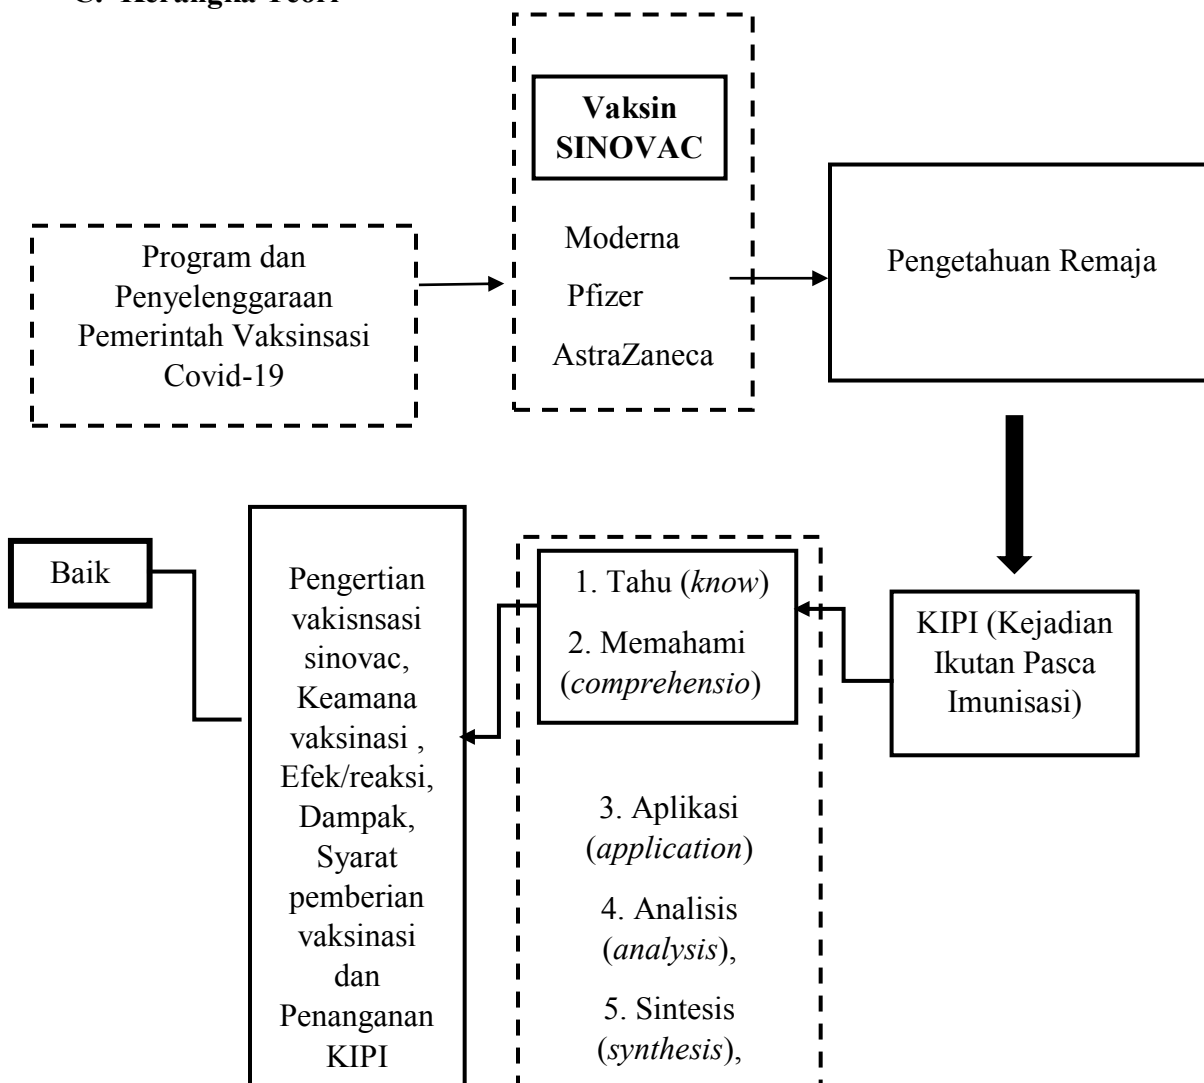 C. Kerangka Teori
Vaksin
SINOVAC
Moderna
Pfizer
AstraZaneca
Program dan
Penyelenggaraan
Pemerintah Vaksinsasi
Covid-19
Pengetahuan Remaja
KIPI (Kejadian
Ikutan Pasca
Imunisasi)
1. Tahu (know)
2. Memahami
(comprehensio)
3. Aplikasi
(application)
4. Analisis
(analysis),
5. Sintesis
(synthesis),
Pengertian
vakisnsasi
sinovac,
Keamana
vaksinasi ,
Efek/reaksi,
Dampak,
Syarat
pemberian
vaksinasi
dan
Penanganan
KIPI
Baik